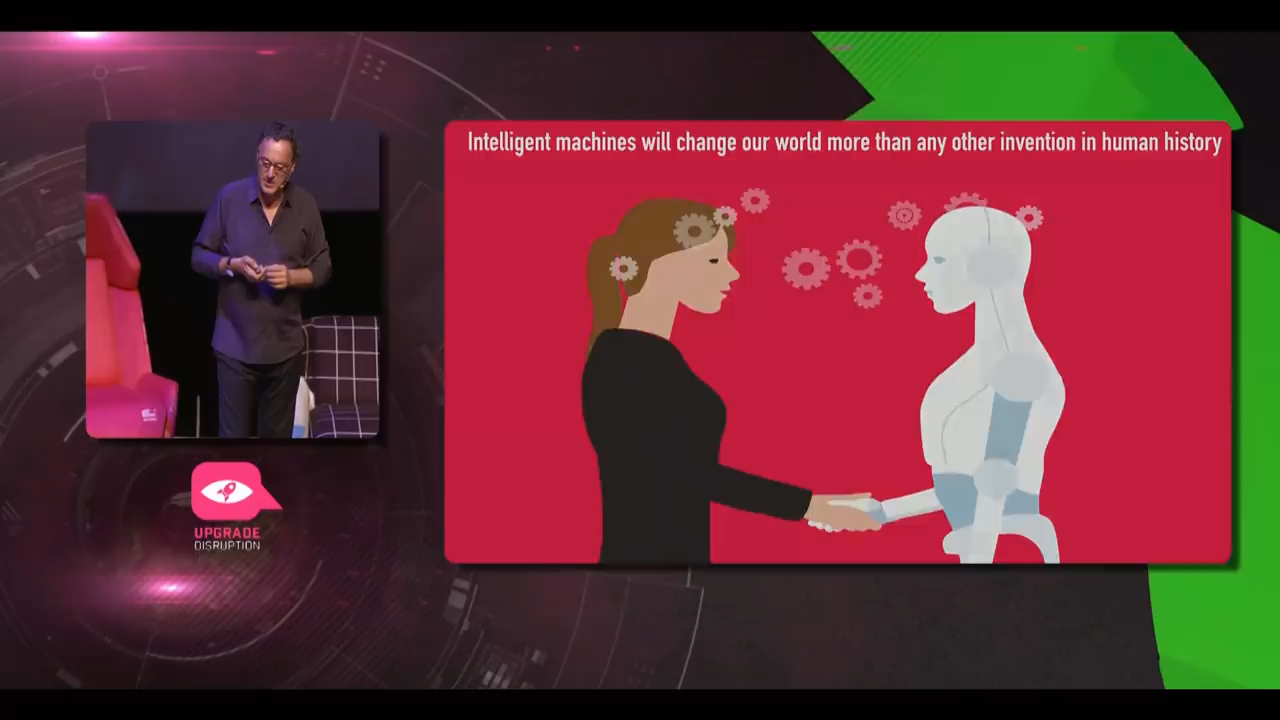 Intelligent machines will change our world more than any other invention in human history
UPGRADE
DISRUPTION